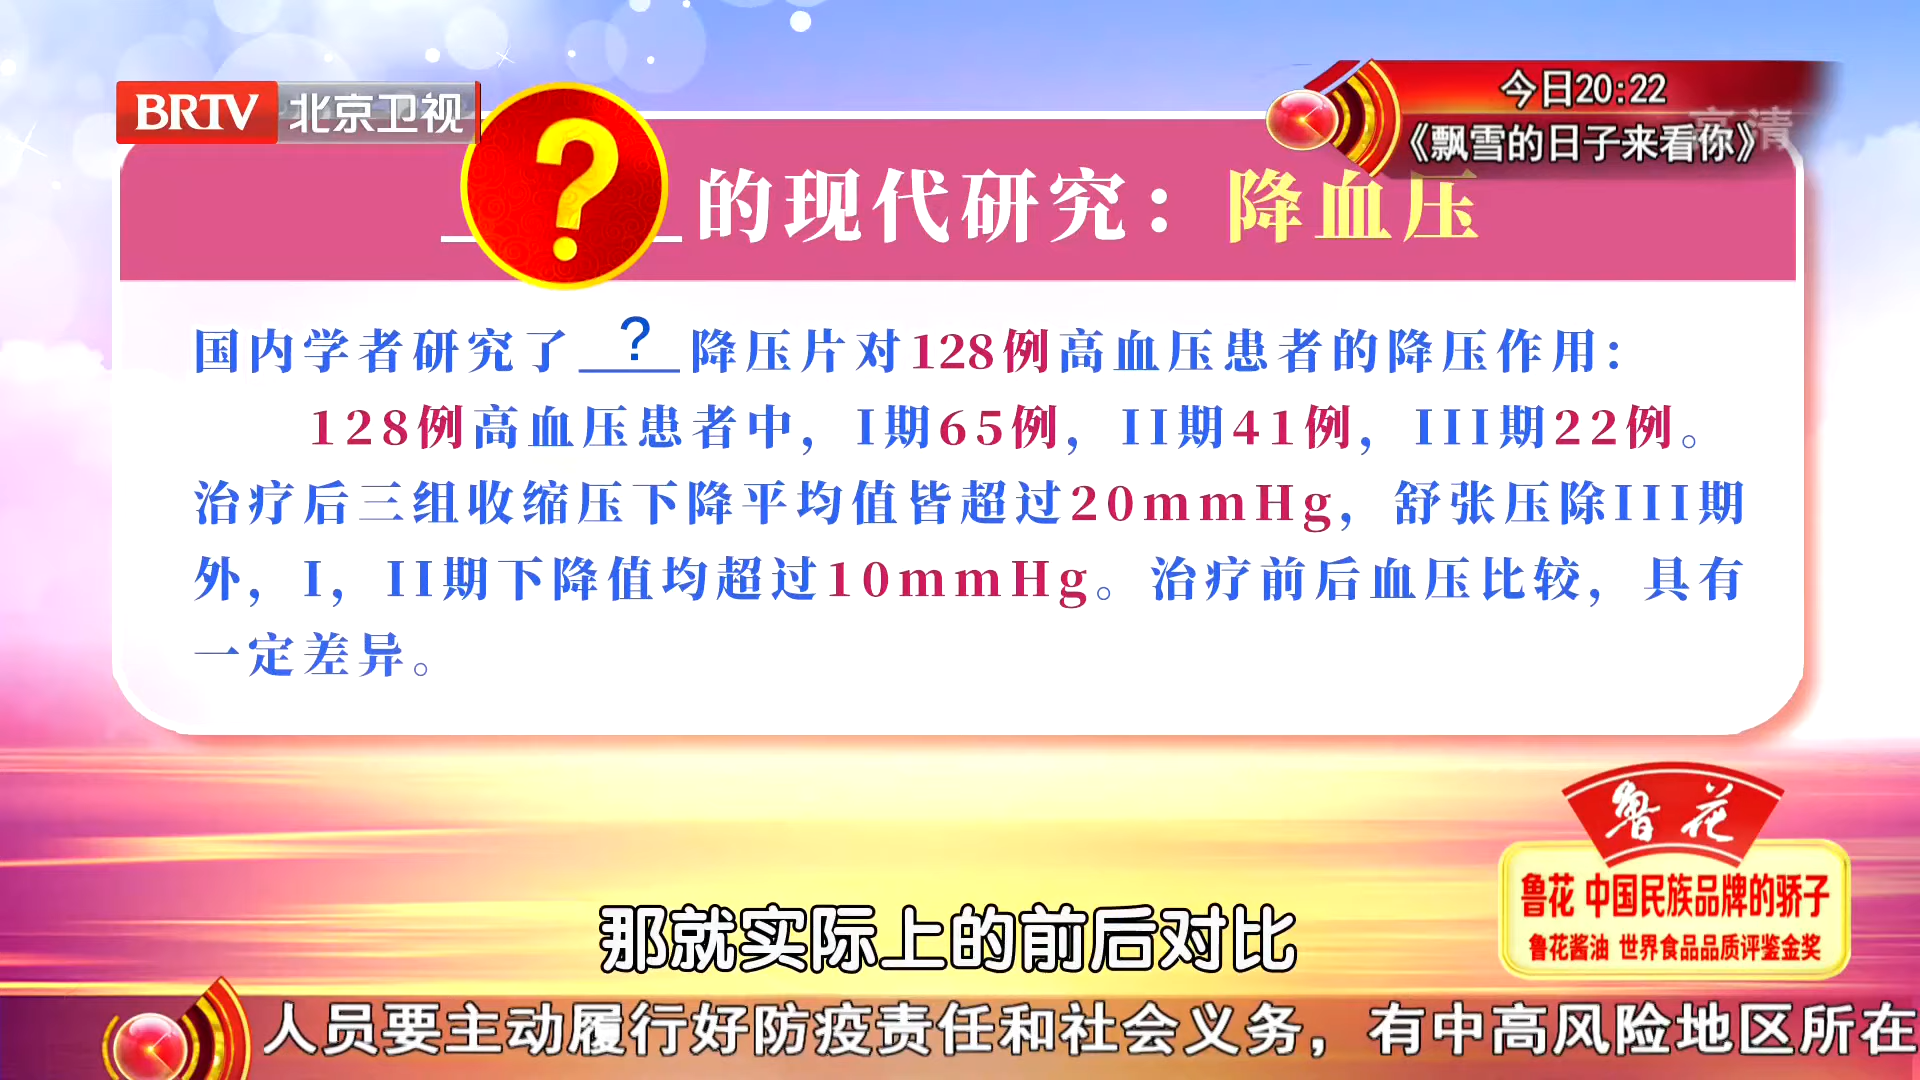 BRTV 北京卫视
今日20:22
《飘雪的日子来看你》
高清
? 的现代研究：降血压
国内学者研究了 ? 降压片对128例高血压患者的降压作用：
128例高血压患者中，I期65例，II期41例，III期22例。
治疗后三组收缩压下降平均值皆超过20mmHg，舒张压除III期
外，I，II期下降值均超过10mmHg。治疗前后血压比较，具有
一定差异。
鲁花
鲁花 中国民族品牌的骄子
鲁花酱油 世界食品品质评鉴金奖
那就实际上的前后对比
人员要主动履行好防疫责任和社会义务，有中高风险地区所在